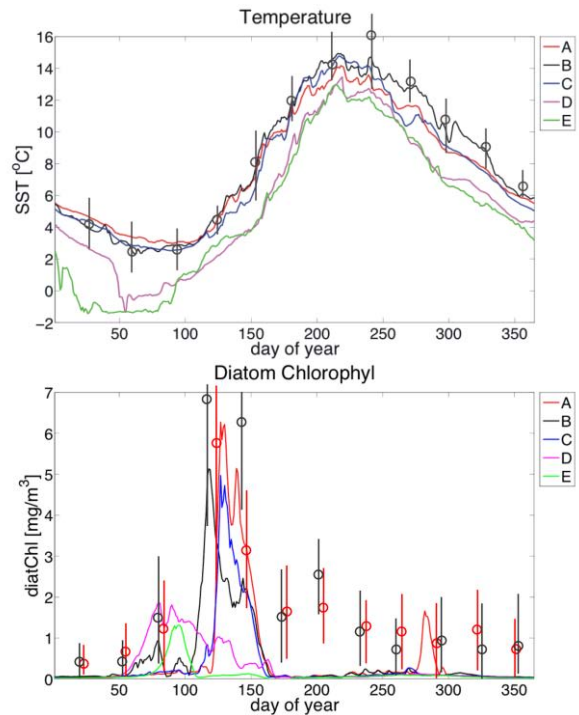 Temperature
16
14
12
10
8
6
4
2
0
−2
SST [°C]
50 100 150 200 250 300 350
day of year
A
B
C
D
E
Diatom Chlorophyl
7
6
5
4
3
2
1
0
diatChl [mg/m³]
0 50 100 150 200 250 300 350
day of year
A
B
C
D
E